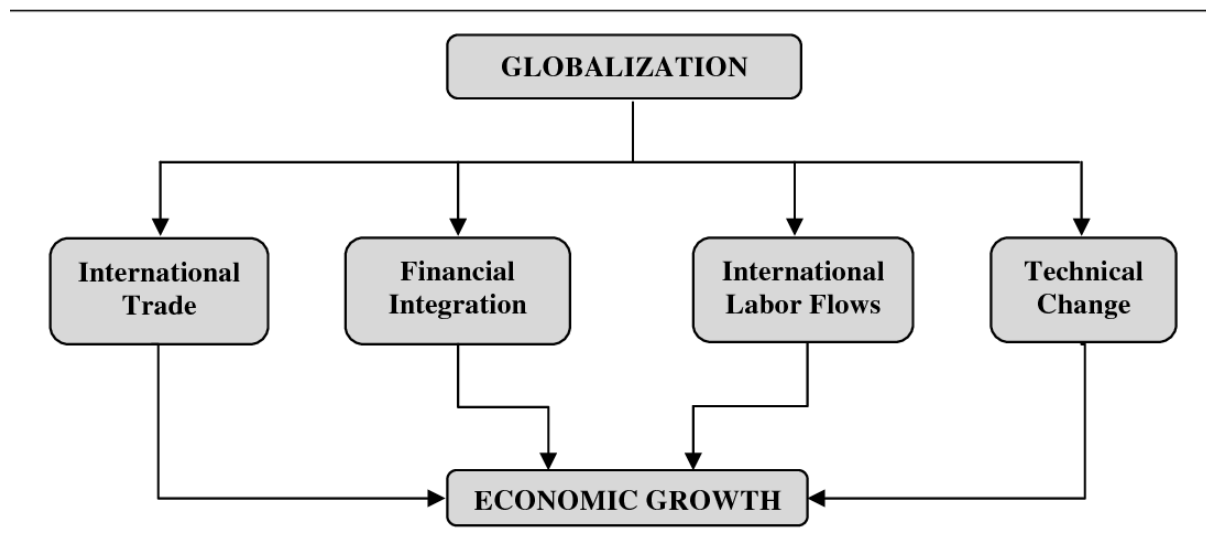 GLOBALIZATION
International
Trade
Financial
Integration
International
Labor Flows
Technical
Change
ECONOMIC GROWTH